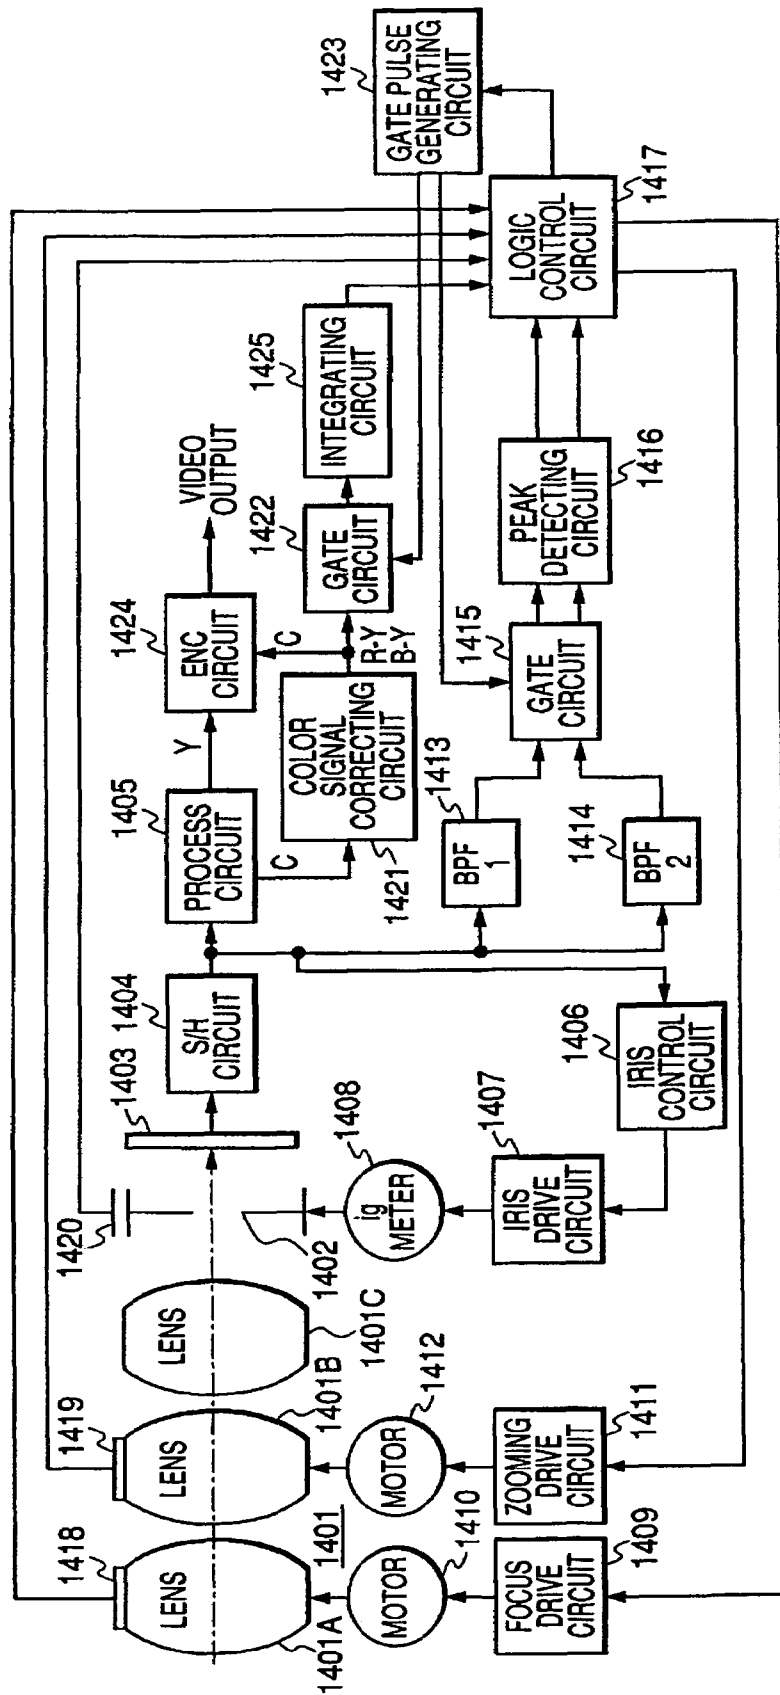 1418
LENS
1401A
1419
LENS
1401B
LENS
1401C
1401
1420
1402
1403
1404
S/H
CIRCUIT
1405
PROCESS
CIRCUIT
Y
1424
ENC
CIRCUIT
VIDEO
OUTPUT
C
C
COLOR
SIGNAL
CORRECTING
CIRCUIT
1421
R-Y
B-Y
1422
GATE
CIRCUIT
1425
INTEGRATING
CIRCUIT
1423
GATE PULSE
GENERATING
CIRCUIT
MOTOR
1410
MOTOR
1412
ig
METER
1408
FOCUS
DRIVE
CIRCUIT
1409
ZOOMING
DRIVE
CIRCUIT
1411
IRIS
DRIVE
CIRCUIT
1407
IRIS
CONTROL
CIRCUIT
1406
BPF
1
1413
BPF
2
1414
GATE
CIRCUIT
1415
PEAK
DETECTING
CIRCUIT
1416
LOGIC
CONTROL
CIRCUIT
1417